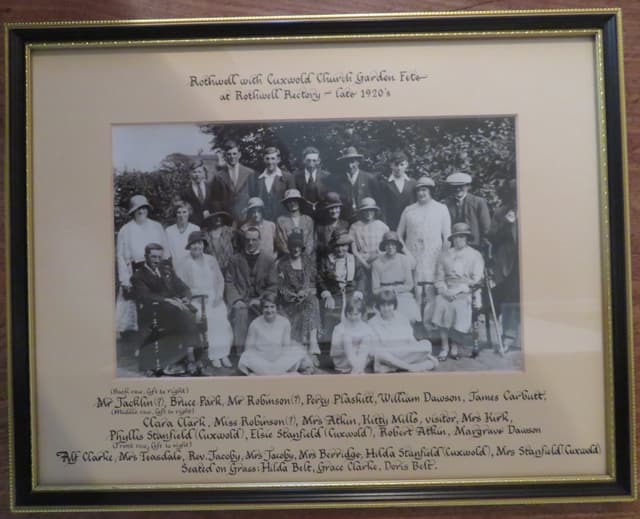 Rothwell with Cuxwold Church Garden Fete
at Rothwell Rectory - late 1920's
(Back row, left to right)
Mr Tacklin(?), Bruce Park, Mr Robinson(?), Percy Plaskitt, William Dawson, James Carbutt,
(Middle row, left to right)
Clara Clark, Miss Robinson(?), Mrs Atkin, Kitty Mills, visitor, Mrs Kirk,
Phyllis Stanfield (Cuxwold), Elsie Stanfield (Cuxwold), Robert Atkin, Margrave Dawson
(Front row, left to right)
Alf Clarke, Mrs Teasdale, Rev. Jacoby, Mrs Jacoby, Mrs Berridge, Hilda Stanfield (Cuxwold), Mrs Stanfield (Cuxwold)
Seated on Grass: Hilda Belt, Grace Clarke, Doris Belt.